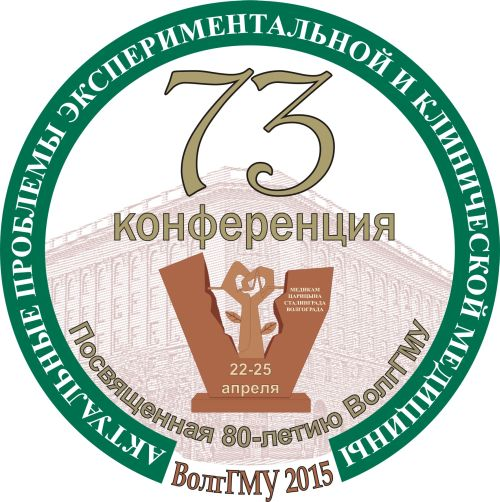 АКТУАЛЬНЫЕ ПРОБЛЕМЫ ЭКСПЕРИМЕНТАЛЬНОЙ И КЛИНИЧЕСКОЙ МЕДИЦИНЫ
73
конференция
МЕДИКАМ
ЦАРИЦЫНА
СТАЛИНГРАДА
ВОЛГОГРАДА
22-25
апреля
Посвященная 80-летию ВолгГМУ
ВолгГМУ 2015